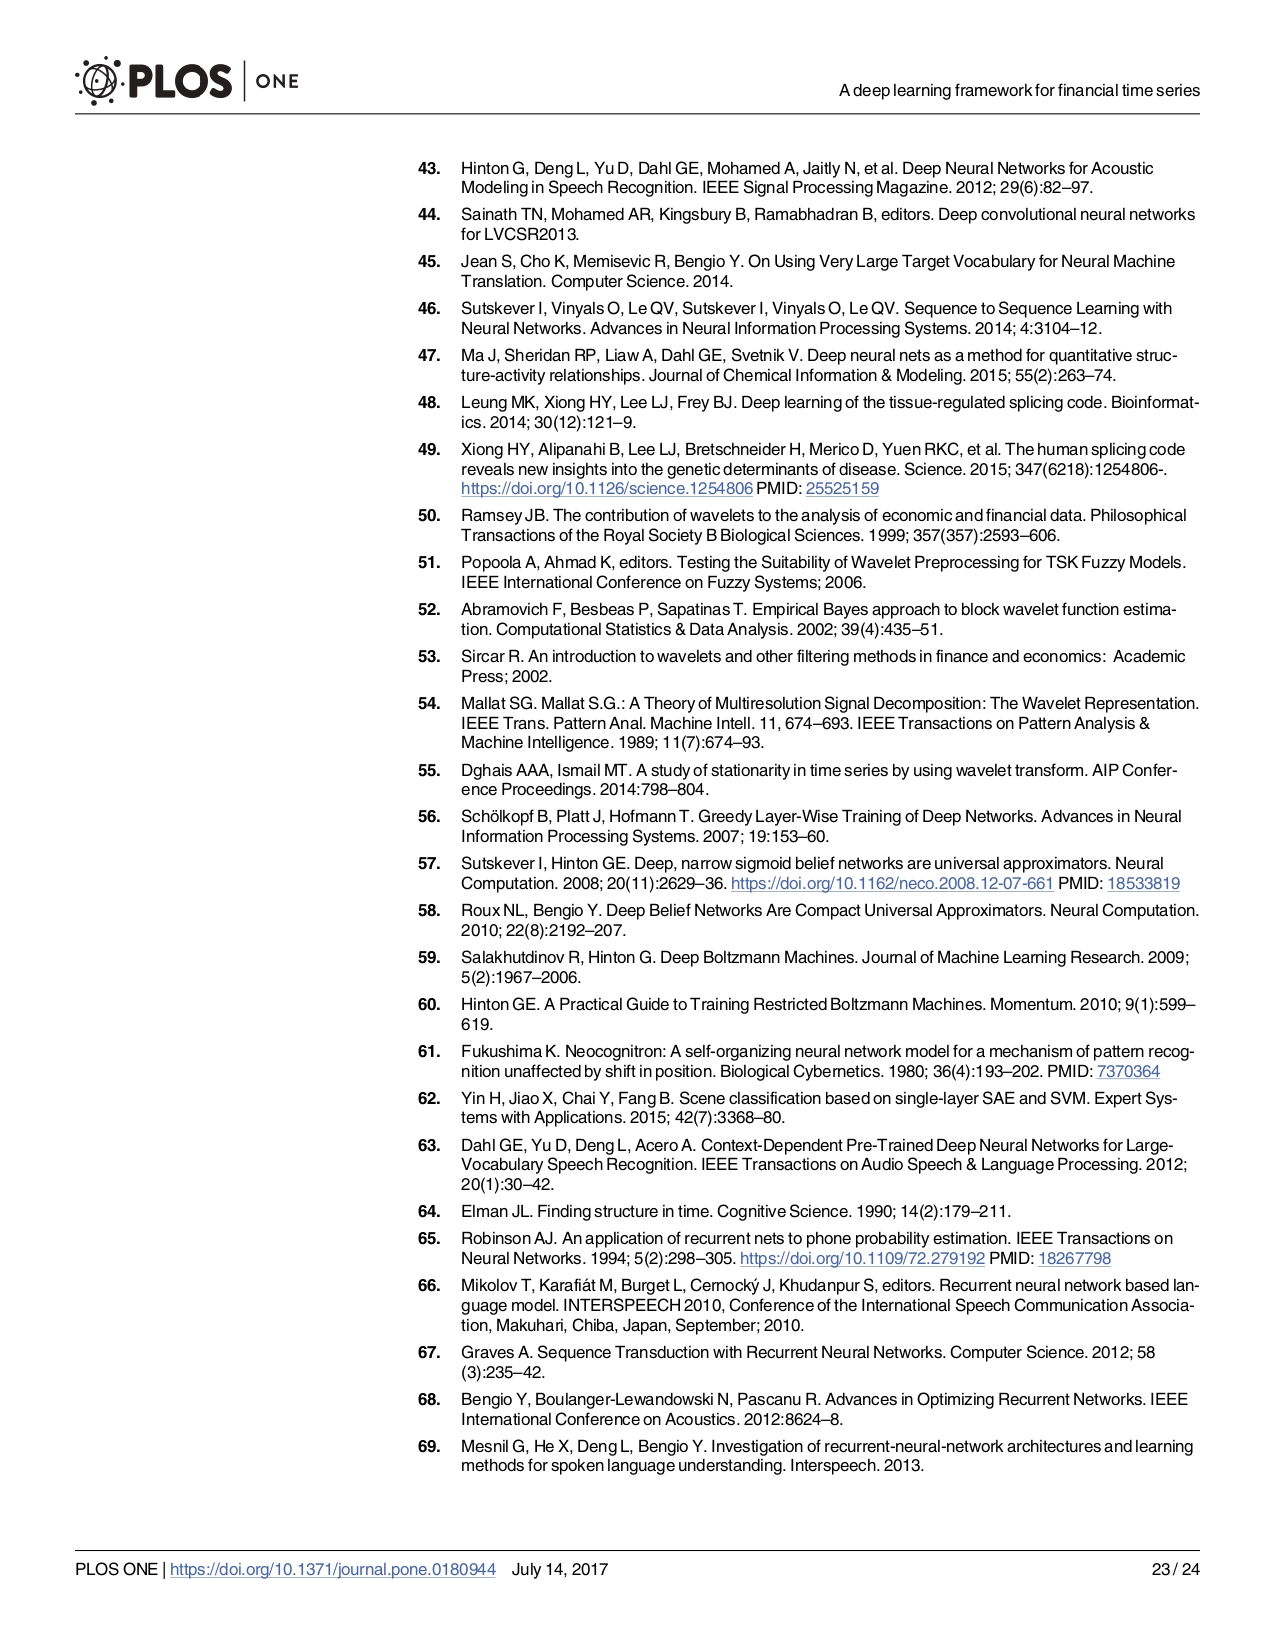 PLOS | ONE
A deep learning framework for financial time series
43. Hinton G, Deng L, Yu D, Dahl GE, Mohamed A, Jaitly N, et al. Deep Neural Networks for Acoustic
Modeling in Speech Recognition. IEEE Signal Processing Magazine. 2012; 29(6):82–97.
44. Sainath TN, Mohamed AR, Kingsbury B, Ramabhadran B, editors. Deep convolutional neural networks
for LVCSR2013.
45. Jean S, Cho K, Memisevic R, Bengio Y. On Using Very Large Target Vocabulary for Neural Machine
Translation. Computer Science. 2014.
46. Sutskever I, Vinyals O, Le QV, Sutskever I, Vinyals O, Le QV. Sequence to Sequence Learning with
Neural Networks. Advances in Neural Information Processing Systems. 2014; 4:3104–12.
47. Ma J, Sheridan RP, Liaw A, Dahl GE, Svetnik V. Deep neural nets as a method for quantitative struc-
ture-activity relationships. Journal of Chemical Information & Modeling. 2015; 55(2):263–74.
48. Leung MK, Xiong HY, Lee LJ, Frey BJ. Deep learning of the tissue-regulated splicing code. Bioinformat-
ics. 2014; 30(12):121–9.
49. Xiong HY, Alipanahi B, Lee LJ, Bretschneider H, Merico D, Yuen RKC, et al. The human splicing code
reveals new insights into the genetic determinants of disease. Science. 2015; 347(6218):1254806-.
https://doi.org/10.1126/science.1254806 PMID: 25525159
50. Ramsey JB. The contribution of wavelets to the analysis of economic and financial data. Philosophical
Transactions of the Royal Society B Biological Sciences. 1999; 357(357):2593–606.
51. Popoola A, Ahmad K, editors. Testing the Suitability of Wavelet Preprocessing for TSK Fuzzy Models.
IEEE International Conference on Fuzzy Systems; 2006.
52. Abramovich F, Besbeas P, Sapatinas T. Empirical Bayes approach to block wavelet function estima-
tion. Computational Statistics & Data Analysis. 2002; 39(4):435–51.
53. Sircar R. An introduction to wavelets and other filtering methods in finance and economics: Academic
Press; 2002.
54. Mallat SG. Mallat S.G.: A Theory of Multiresolution Signal Decomposition: The Wavelet Representation.
IEEE Trans. Pattern Anal. Machine Intell. 11, 674–693. IEEE Transactions on Pattern Analysis &
Machine Intelligence. 1989; 11(7):674–93.
55. Dghais AAA, Ismail MT. A study of stationarity in time series by using wavelet transform. AIP Confer-
ence Proceedings. 2014:798–804.
56. Schölkopf B, Platt J, Hofmann T. Greedy Layer-Wise Training of Deep Networks. Advances in Neural
Information Processing Systems. 2007; 19:153–60.
57. Sutskever I, Hinton GE. Deep, narrow sigmoid belief networks are universal approximators. Neural
Computation. 2008; 20(11):2629–36. https://doi.org/10.1162/neco.2008.12-07-661 PMID: 18533819
58. Roux NL, Bengio Y. Deep Belief Networks Are Compact Universal Approximators. Neural Computation.
2010; 22(8):2192–207.
59. Salakhutdinov R, Hinton G. Deep Boltzmann Machines. Journal of Machine Learning Research. 2009;
5(2):1967–2006.
60. Hinton GE. A Practical Guide to Training Restricted Boltzmann Machines. Momentum. 2010; 9(1):599–
619.
61. Fukushima K. Neocognitron: A self-organizing neural network model for a mechanism of pattern recog-
nition unaffected by shift in position. Biological Cybernetics. 1980; 36(4):193–202. PMID: 7370364
62. Yin H, Jiao X, Chai Y, Fang B. Scene classification based on single-layer SAE and SVM. Expert Sys-
tems with Applications. 2015; 42(7):3368–80.
63. Dahl GE, Yu D, Deng L, Acero A. Context-Dependent Pre-Trained Deep Neural Networks for Large-
Vocabulary Speech Recognition. IEEE Transactions on Audio Speech & Language Processing. 2012;
20(1):30–42.
64. Elman JL. Finding structure in time. Cognitive Science. 1990; 14(2):179–211.
65. Robinson AJ. An application of recurrent nets to phone probability estimation. IEEE Transactions on
Neural Networks. 1994; 5(2):298–305. https://doi.org/10.1109/72.279192 PMID: 18267798
66. Mikolov T, Karafiát M, Burget L, Cernocký J, Khudanpur S, editors. Recurrent neural network based lan-
guage model. INTERSPEECH 2010, Conference of the International Speech Communication Associa-
tion, Makuhari, Chiba, Japan, September; 2010.
67. Graves A. Sequence Transduction with Recurrent Neural Networks. Computer Science. 2012; 58
(3):235–42.
68. Bengio Y, Boulanger-Lewandowski N, Pascanu R. Advances in Optimizing Recurrent Networks. IEEE
International Conference on Acoustics. 2012:8624–8.
69. Mesnil G, He X, Deng L, Bengio Y. Investigation of recurrent-neural-network architectures and learning
methods for spoken language understanding. Interspeech. 2013.
PLOS ONE | https://doi.org/10.1371/journal.pone.0180944 July 14, 2017
23 / 24